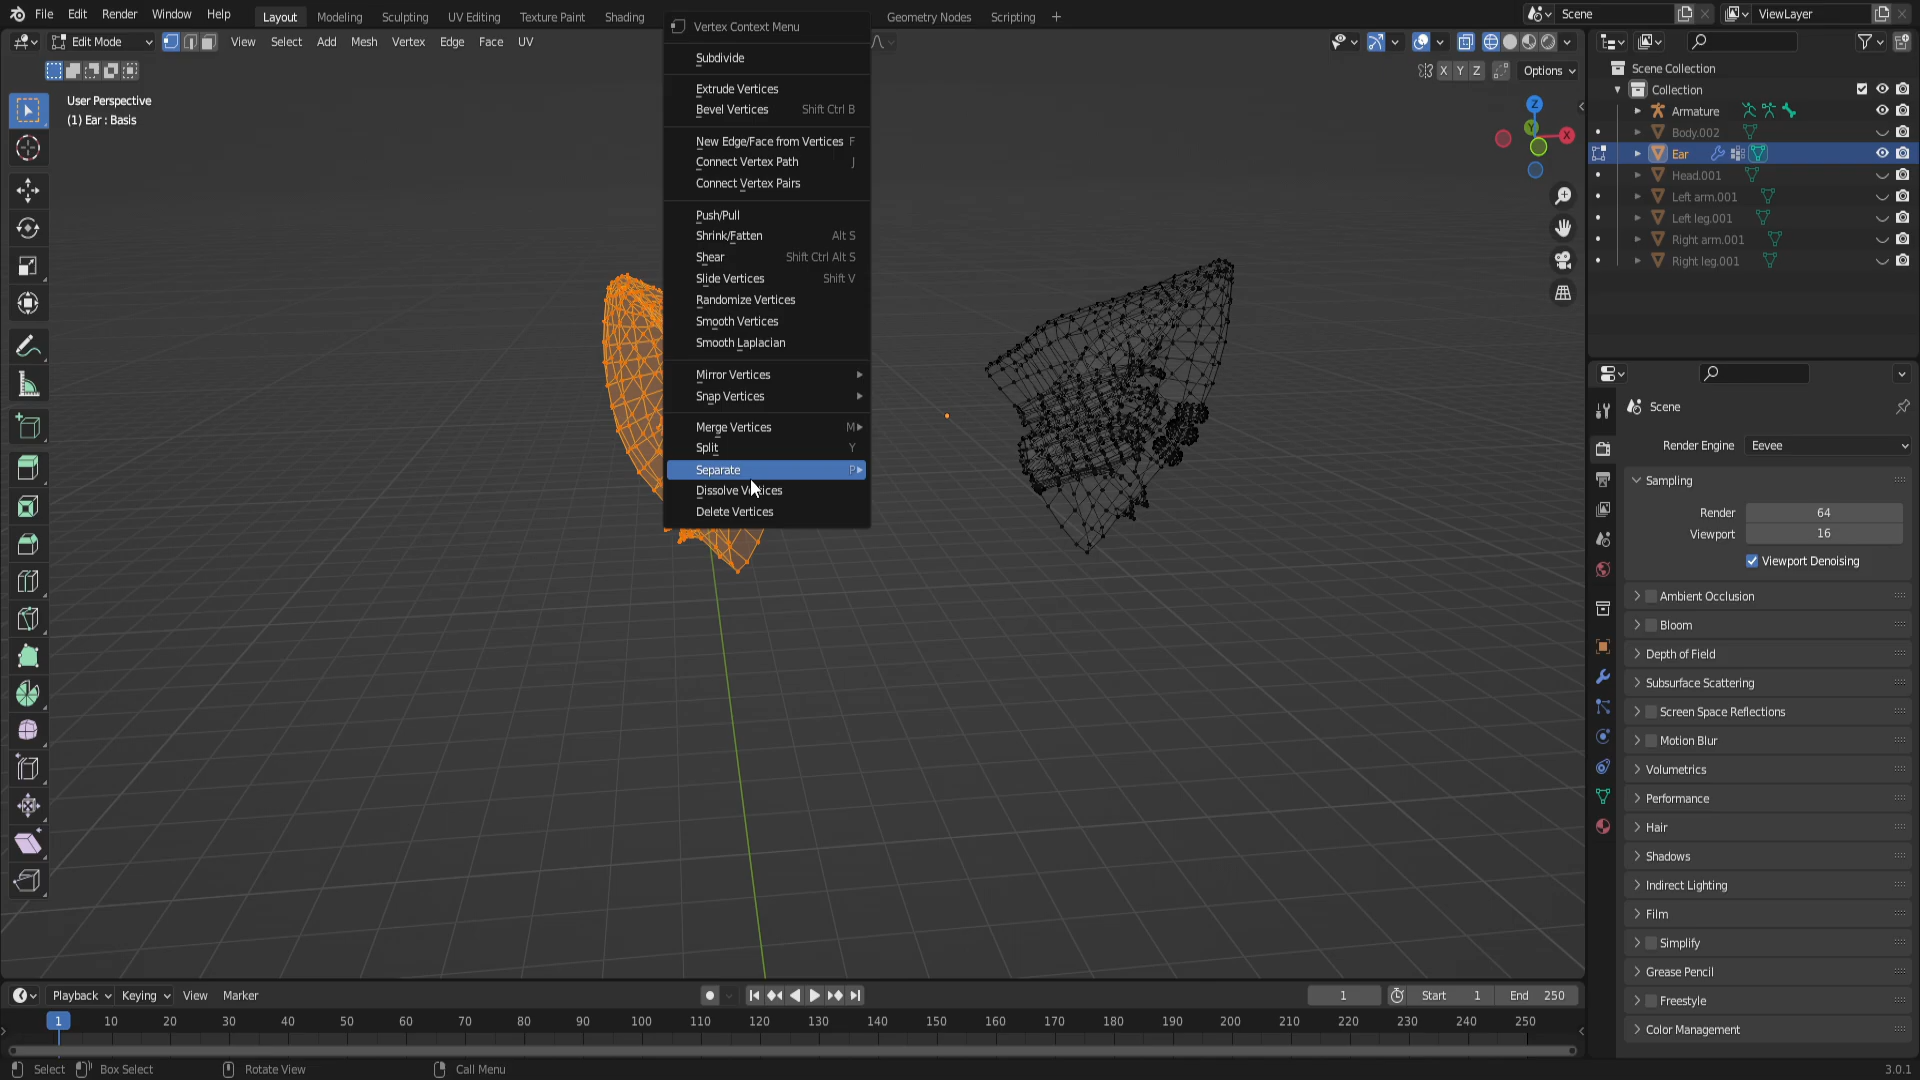 File Edit Render Window Help Layout Modeling Sculpting UV Editing Texture Paint Shading Geometry Nodes Scripting + Scene ViewLayer
Edit Mode View Select Add Mesh Vertex Edge Face UV
X Y Z Options
User Perspective
(1) Ear : Basis
Z
X
Y
Vertex Context Menu
Subdivide
Extrude Vertices
Bevel Vertices Shift Ctrl B
New Edge/Face from Vertices F
Connect Vertex Path J
Connect Vertex Pairs
Push/Pull
Shrink/Fatten Alt S
Shear Shift Ctrl Alt S
Slide Vertices Shift V
Randomize Vertices
Smooth Vertices
Smooth Laplacian
Mirror Vertices
Snap Vertices
Merge Vertices M
Split Y
Separate P
Dissolve Vertices
Delete Vertices
Scene Collection
Collection
Armature
Body.002
Ear
Head.001
Left arm.001
Left leg.001
Right arm.001
Right leg.001
Scene
Render Engine Eevee
Sampling
Render 64
Viewport 16
Viewport Denoising
Ambient Occlusion
Bloom
Depth of Field
Subsurface Scattering
Screen Space Reflections
Motion Blur
Volumetrics
Performance
Hair
Shadows
Indirect Lighting
Film
Simplify
Grease Pencil
Freestyle
Color Management
Playback Keying View Marker 1 Start 1 End 250
1 10 20 30 40 50 60 70 80 90 100 110 120 130 140 150 160 170 180 190 200 210 220 230 240 250
Select Box Select Rotate View Call Menu 3.0.1